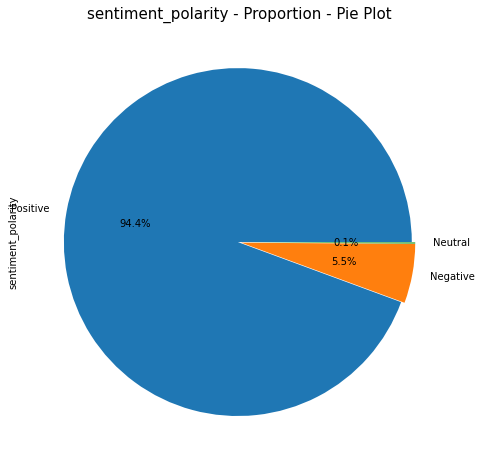 sentiment_polarity - Proportion - Pie Plot
Positive
sentiment_polarity
94.4%
0.1%
Neutral
5.5%
Negative